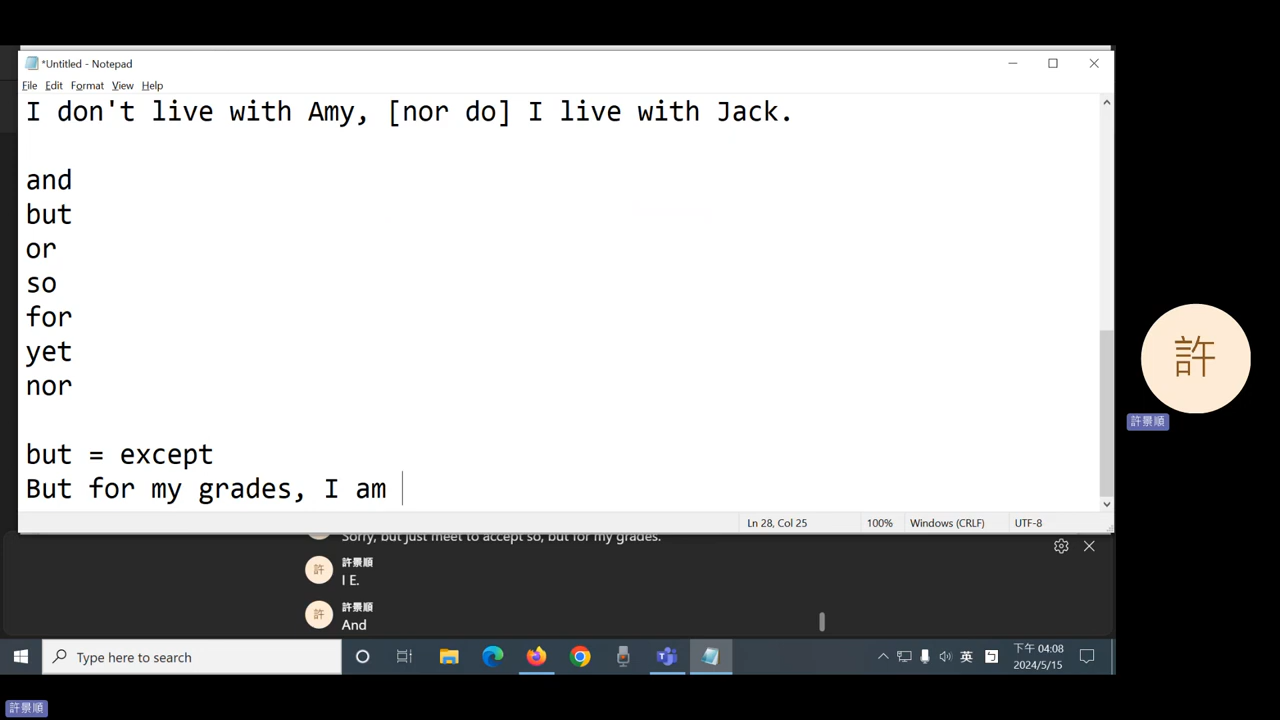 *Untitled - Notepad
File Edit Format View Help
I don't live with Amy, [nor do] I live with Jack.
and
but
or
so
for
yet
nor
but = except
But for my grades, I am
Ln 28, Col 25
100%
Windows (CRLF)
UTF-8
Sorry, but just meet to accept so, but for my grades.
許
許景順
I E.
許
許景順
And
許
許景順
Type here to search
英
下午 04:08
2024/5/15
許景順